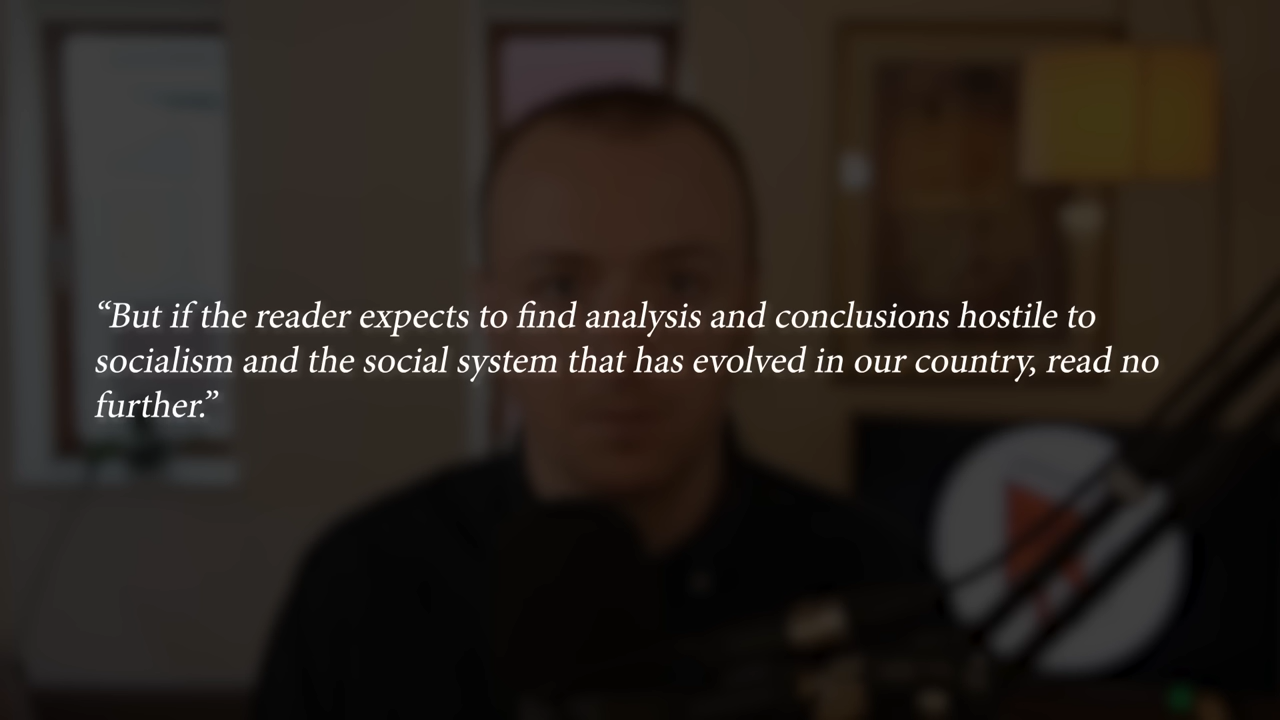 “But if the reader expects to find analysis and conclusions hostile to
socialism and the social system that has evolved in our country, read no
further.”